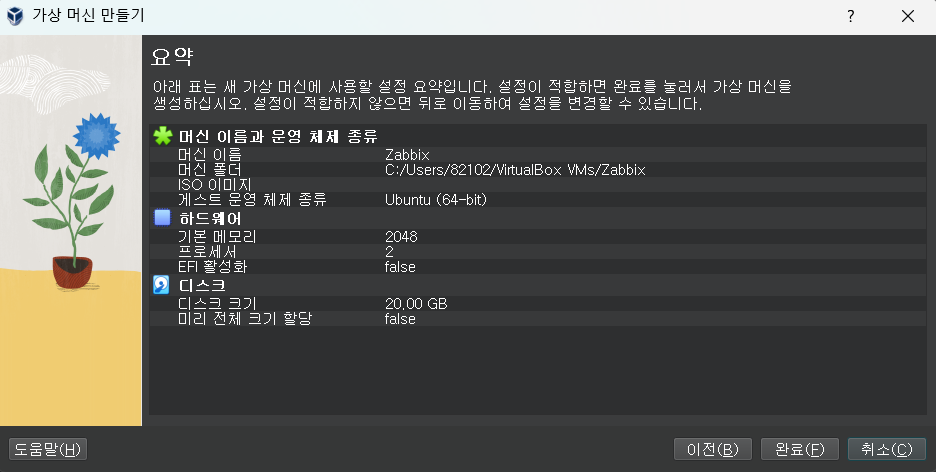 가상 머신 만들기
?
요약
아래 표는 새 가상 머신에 사용할 설정 요약입니다. 설정이 적합하면 완료를 눌러서 가상 머신을
생성하십시오. 설정이 적합하지 않으면 뒤로 이동하여 설정을 변경할 수 있습니다.
머신 이름과 운영 체제 종류
머신 이름 Zabbix
머신 폴더 C:/Users/82102/VirtualBox VMs/Zabbix
ISO 이미지
게스트 운영 체제 종류 Ubuntu (64-bit)
하드웨어
기본 메모리 2048
프로세서 2
EFI 활성화 false
디스크
디스크 크기 20,00 GB
미리 전체 크기 할당 false
도움말(H) 이전(B) 완료(F) 취소(C)